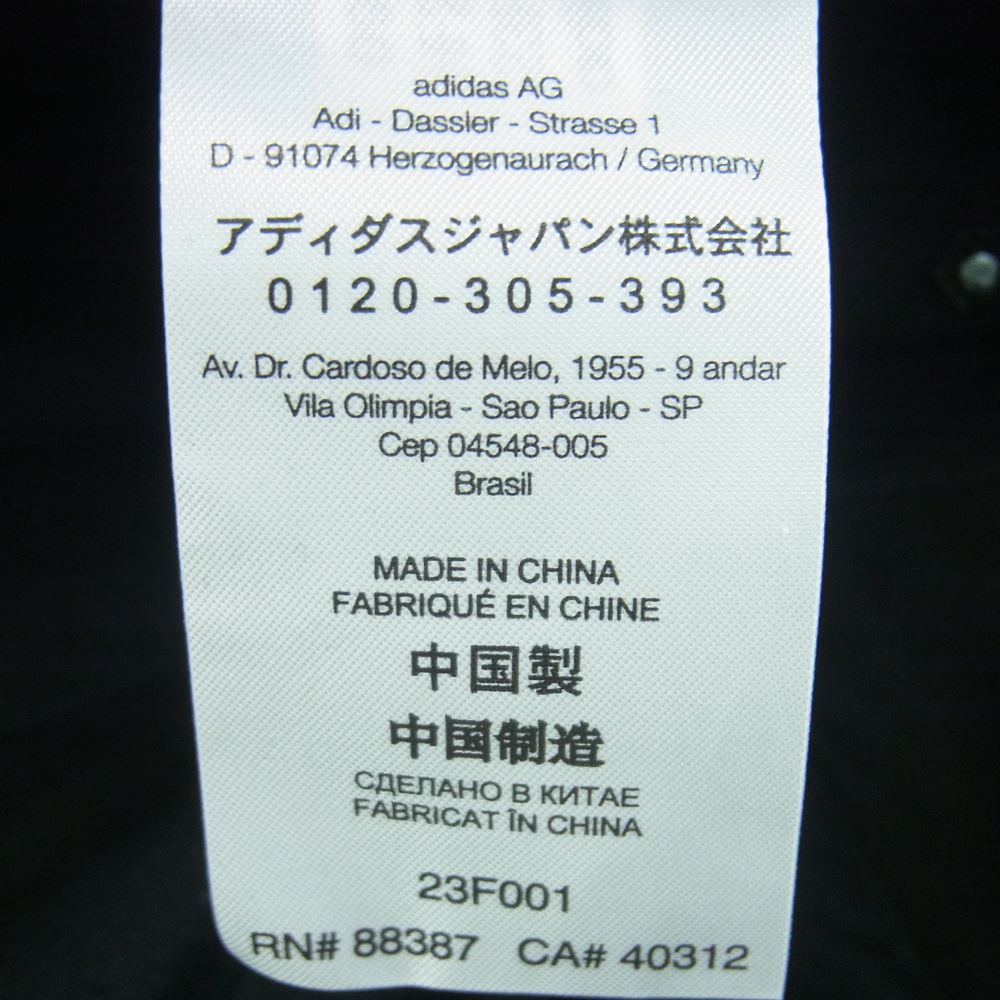 adidas AG
Adi - Dassler - Strasse 1
D - 91074 Herzogenaurach / Germany
アディダスジャパン株式会社
0120-305-393
Av. Dr. Cardoso de Melo, 1955 - 9 andar
Vila Olimpia - Sao Paulo - SP
Cep 04548-005
Brasil
MADE IN CHINA
FABRIQUÉ EN CHINE
中国製
中国制造
СДЕЛАНО В КИТАЕ
FABRICAT ÎN CHINA
23F001
RN# 88387 CA# 40312